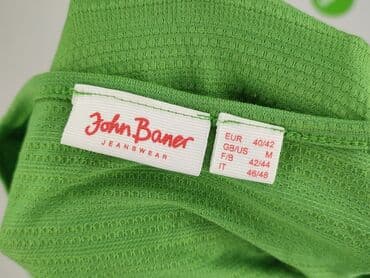 John Baner
JEANSWEAR
EUR 40/42
GB/US M
F/B 42/44
IT 46/48